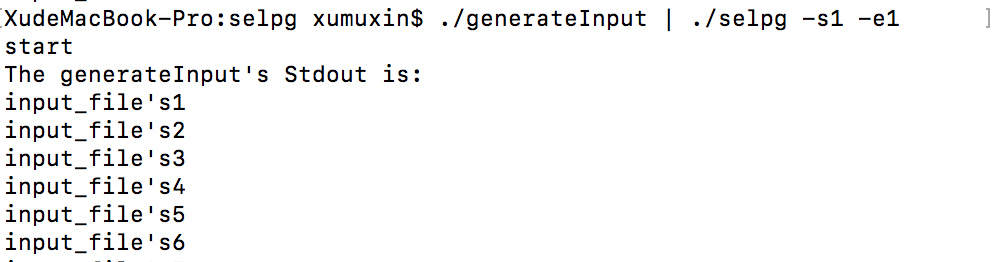 XudeMacBook-Pro:selpg xumuxin$ ./generateInput | ./selpg -s1 -e1
start
The generateInput's Stdout is:
input_file's1
input_file's2
input_file's3
input_file's4
input_file's5
input_file's6